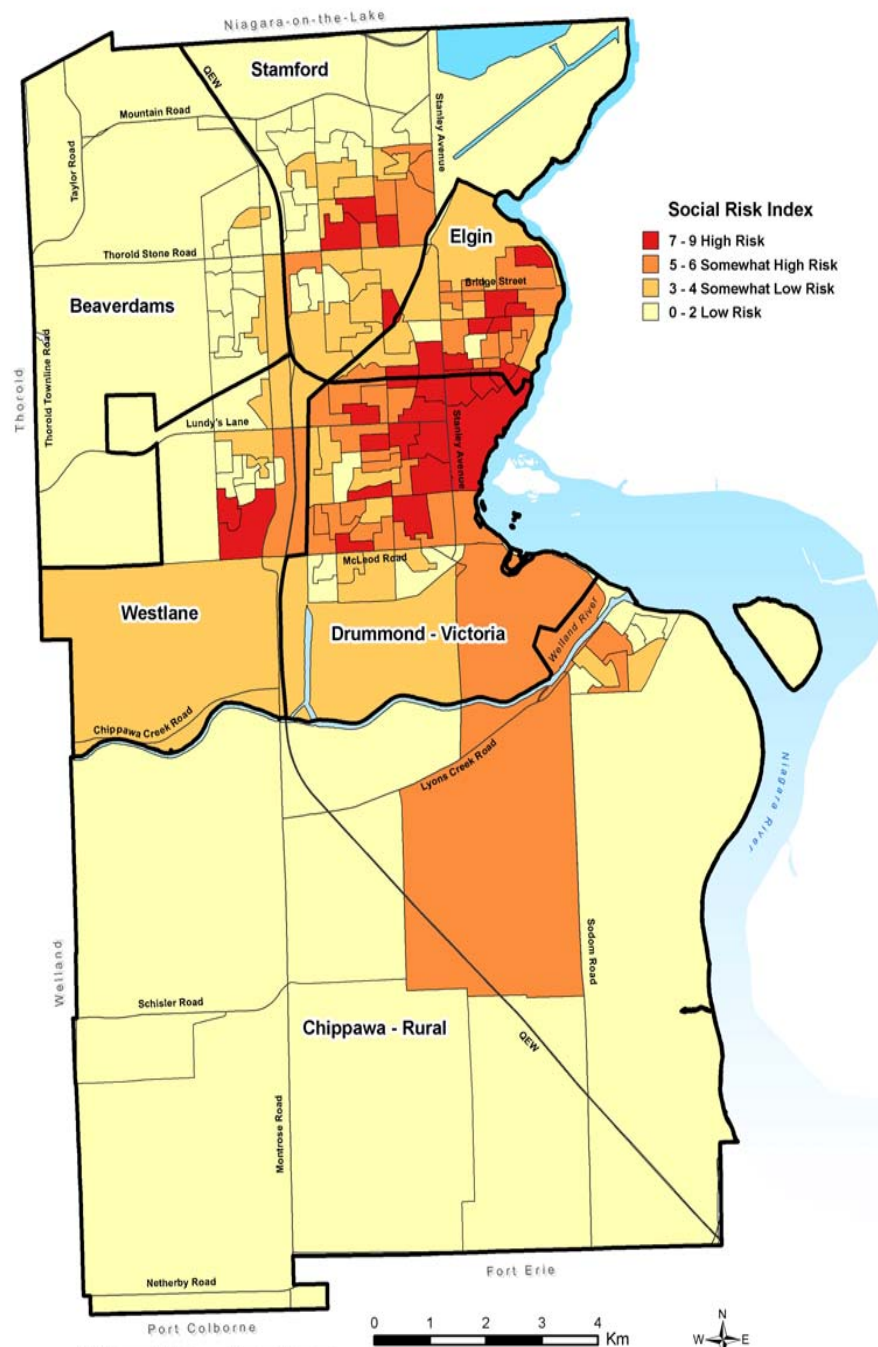 Niagara-on-the-Lake
Stamford
QEW
Mountain Road
Stanley Avenue
Taylor Road
Social Risk Index
7 - 9 High Risk
5 - 6 Somewhat High Risk
3 - 4 Somewhat Low Risk
0 - 2 Low Risk
Elgin
Thorold Stone Road
Bridge Street
Beaverdams
Thorold
Thorold Townline Road
Lundy's Lane
Stanley Avenue
McLeod Road
Westlane
Drummond - Victoria
Welland River
Chippawa Creek Road
Lyons Creek Road
Niagara River
Welland
Sodom Road
Schisler Road
Chippawa - Rural
QEW
Montrose Road
Netherby Road
Fort Erie
Port Colborne
0 1 2 3 4
Km
N
W E
S